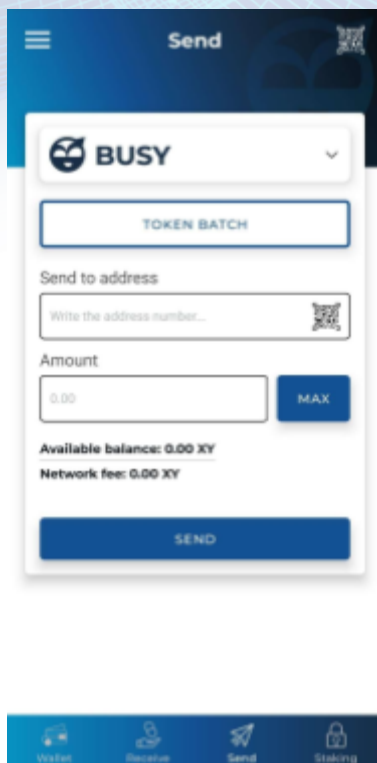 Send
BUSY
TOKEN BATCH
Send to address
Write the address number...
Amount
0.00
MAX
Available balance: 0.00 XY
Network fee: 0.00 XY
SEND
Wallet
Receive
Send
Staking